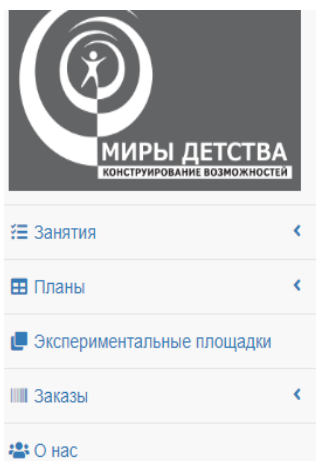 МИРЫ ДЕТСТВА
КОНСТРУИРОВАНИЕ ВОЗМОЖНОСТЕЙ
Занятия
Планы
Экспериментальные площадки
Заказы
О нас